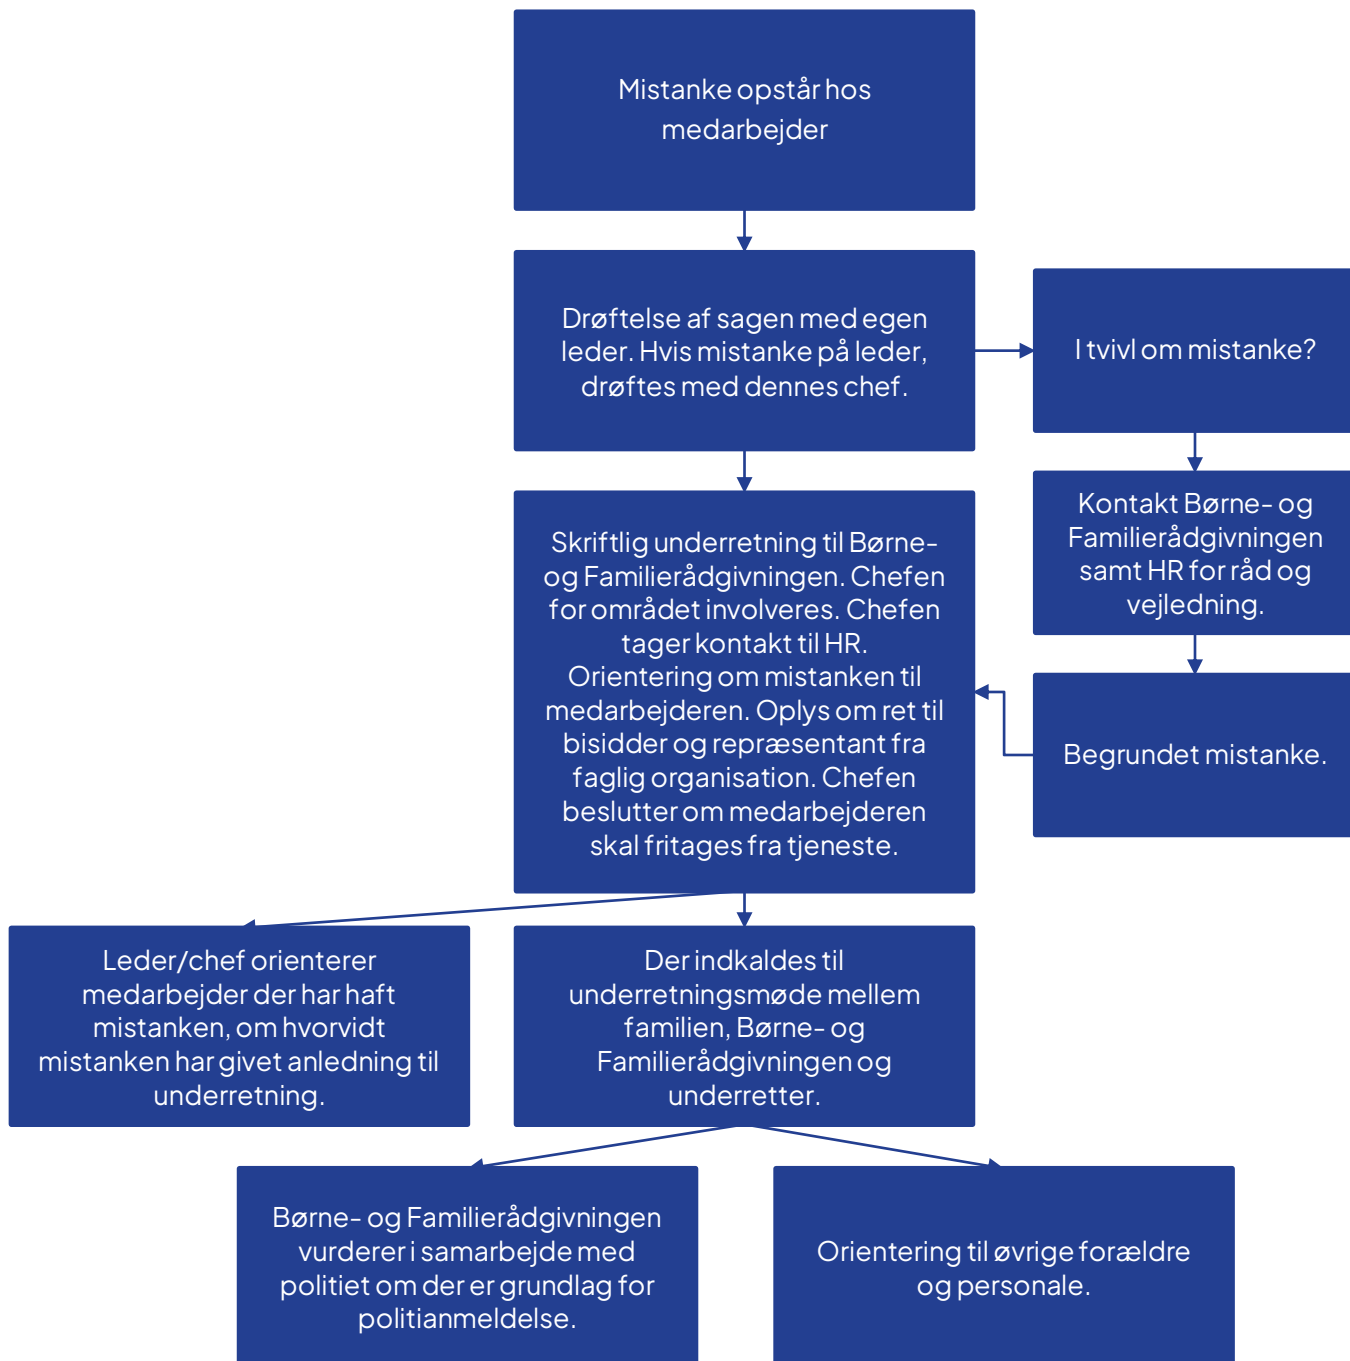 Mistanke opstår hos
medarbejder
Drøftelse af sagen med egen
leder. Hvis mistanke på leder,
drøftes med dennes chef.
I tvivl om mistanke?
Kontakt Børne- og
Familierådgivningen
samt HR for råd og
vejledning.
Begrundet mistanke.
Skriftlig underretning til Børne-
og Familierådgivningen. Chefen
for området involveres. Chefen
tager kontakt til HR.
Orientering om mistanken til
medarbejderen. Oplys om ret til
bisidder og repræsentant fra
faglig organisation. Chefen
beslutter om medarbejderen
skal fritages fra tjeneste.
Leder/chef orienterer
medarbejder der har haft
mistanken, om hvorvidt
mistanken har givet anledning til
underretning.
Der indkaldes til
underretningsmøde mellem
familien, Børne- og
Familierådgivningen og
underretter.
Børne- og Familierådgivningen
vurderer i samarbejde med
politiet om der er grundlag for
politianmeldelse.
Orientering til øvrige forældre
og personale.